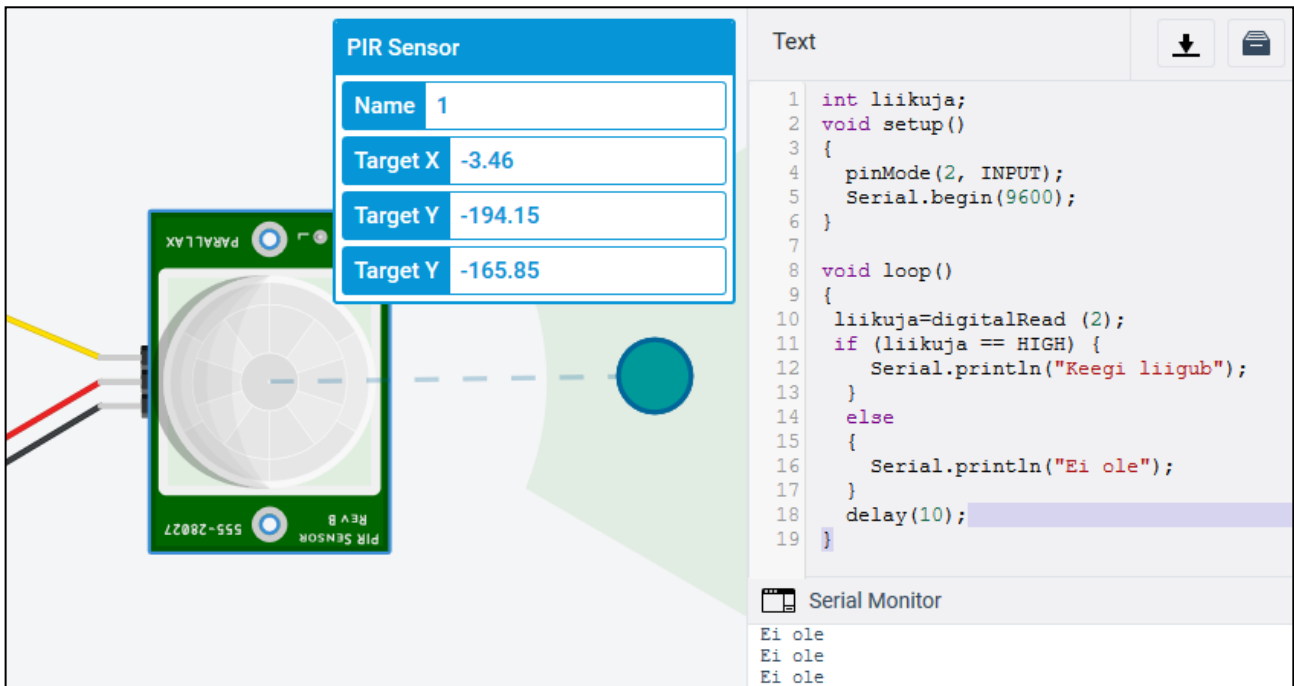 PIR Sensor
Name 1
Target X -3.46
Target Y -194.15
Target Y -165.85
PARALLAX
1
555-28027
PIR SENSOR
REV B
Text
1 int liikuja;
2 void setup()
3 {
4 pinMode(2, INPUT);
5 Serial.begin(9600);
6 }
7
8 void loop()
9 {
10 liikuja=digitalRead (2);
11 if (liikuja == HIGH) {
12 Serial.println("Keegi liigub");
13 }
14 else
15 {
16 Serial.println("Ei ole");
17 }
18 delay(10);
19 }
Serial Monitor
Ei ole
Ei ole
Ei ole